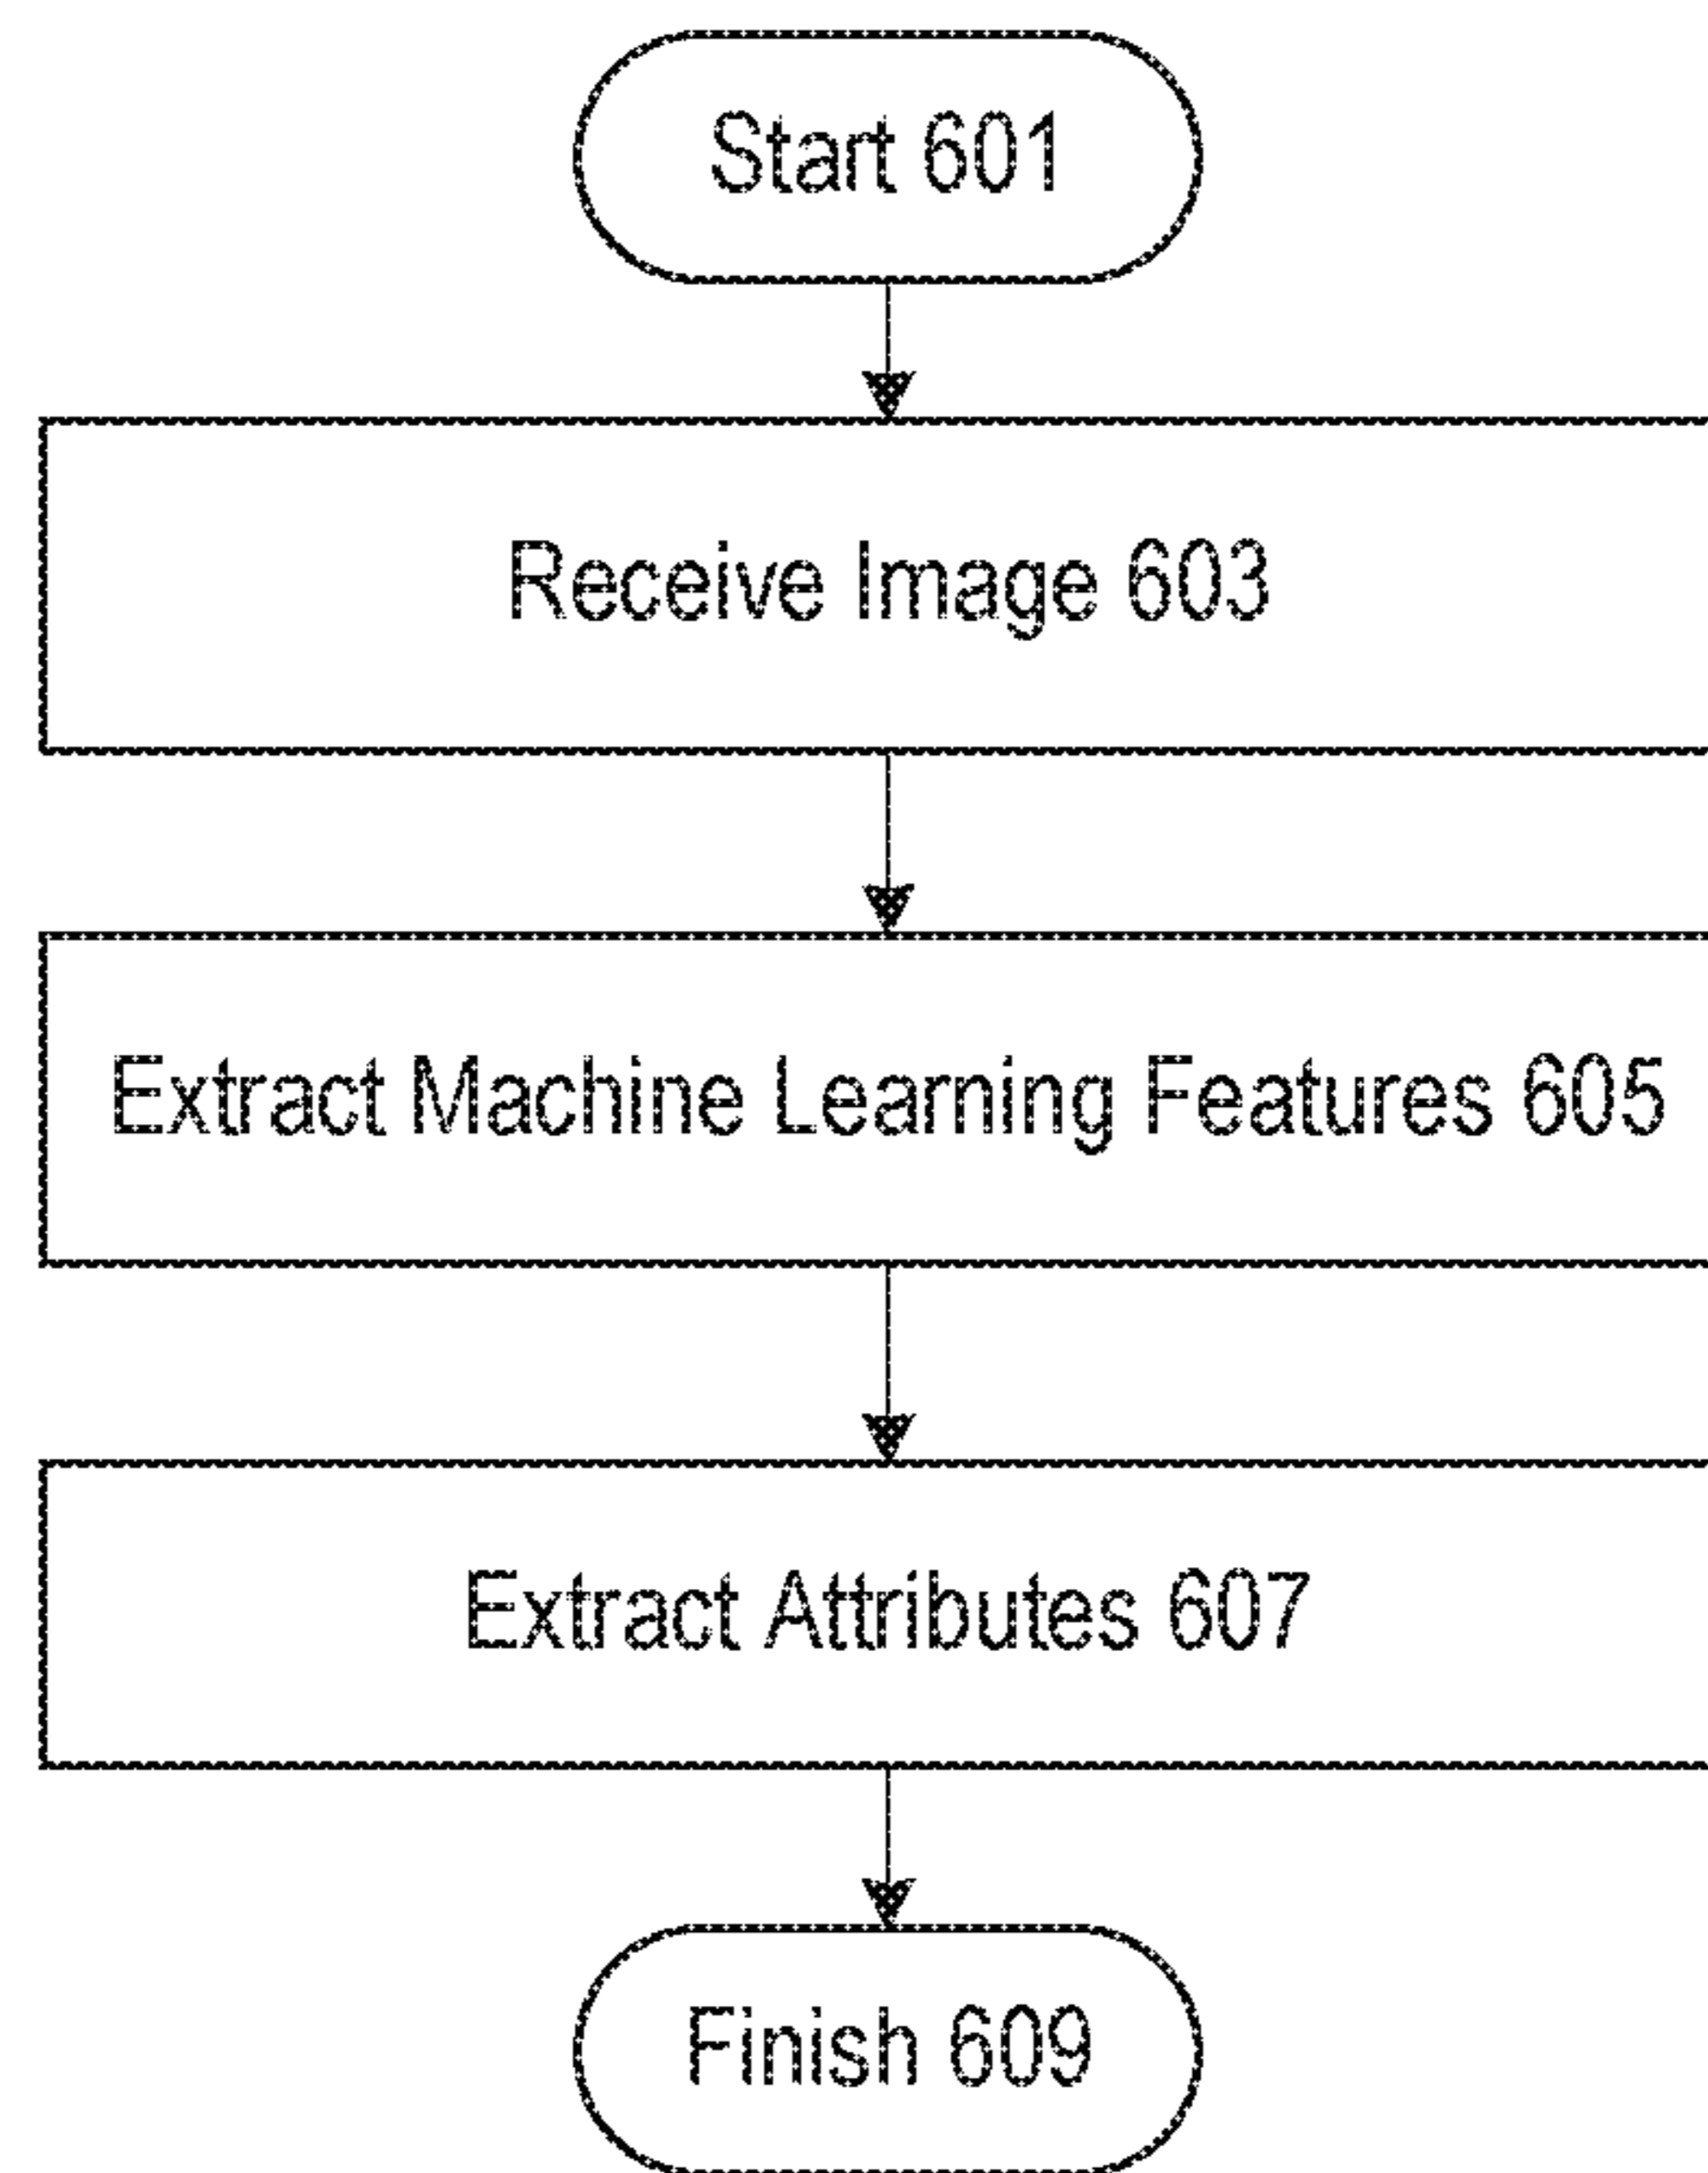 Start 601
Receive Image 603
Extract Machine Learning Features 605
Extract Attributes 607
Finish 609